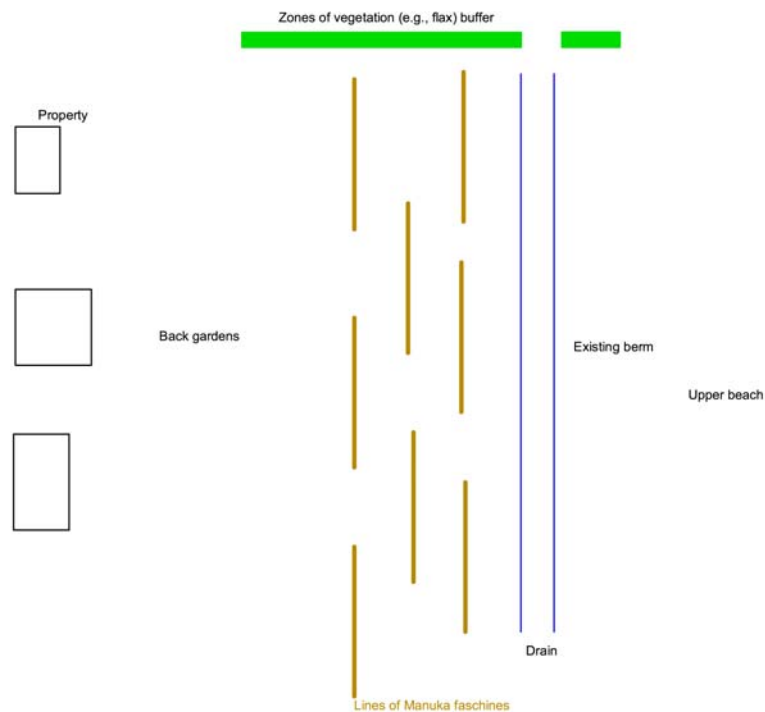 Zones of vegetation (e.g., flax) buffer
Property
Back gardens
Existing berm
Upper beach
Drain
Lines of Manuka faschines